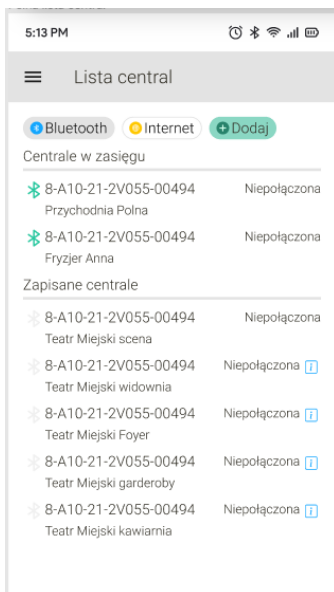 5:13 PM
Lista central
Bluetooth Internet Dodaj
Centrale w zasięgu
8-A10-21-2V055-00494 Niepołączona
Przychodnia Polna
8-A10-21-2V055-00494 Niepołączona
Fryzjer Anna
Zapisane centrale
8-A10-21-2V055-00494 Niepołączona
Teatr Miejski scena
8-A10-21-2V055-00494 Niepołączona i
Teatr Miejski widownia
8-A10-21-2V055-00494 Niepołączona i
Teatr Miejski Foyer
8-A10-21-2V055-00494 Niepołączona i
Teatr Miejski garderoby
8-A10-21-2V055-00494 Niepołączona i
Teatr Miejski kawiarnia